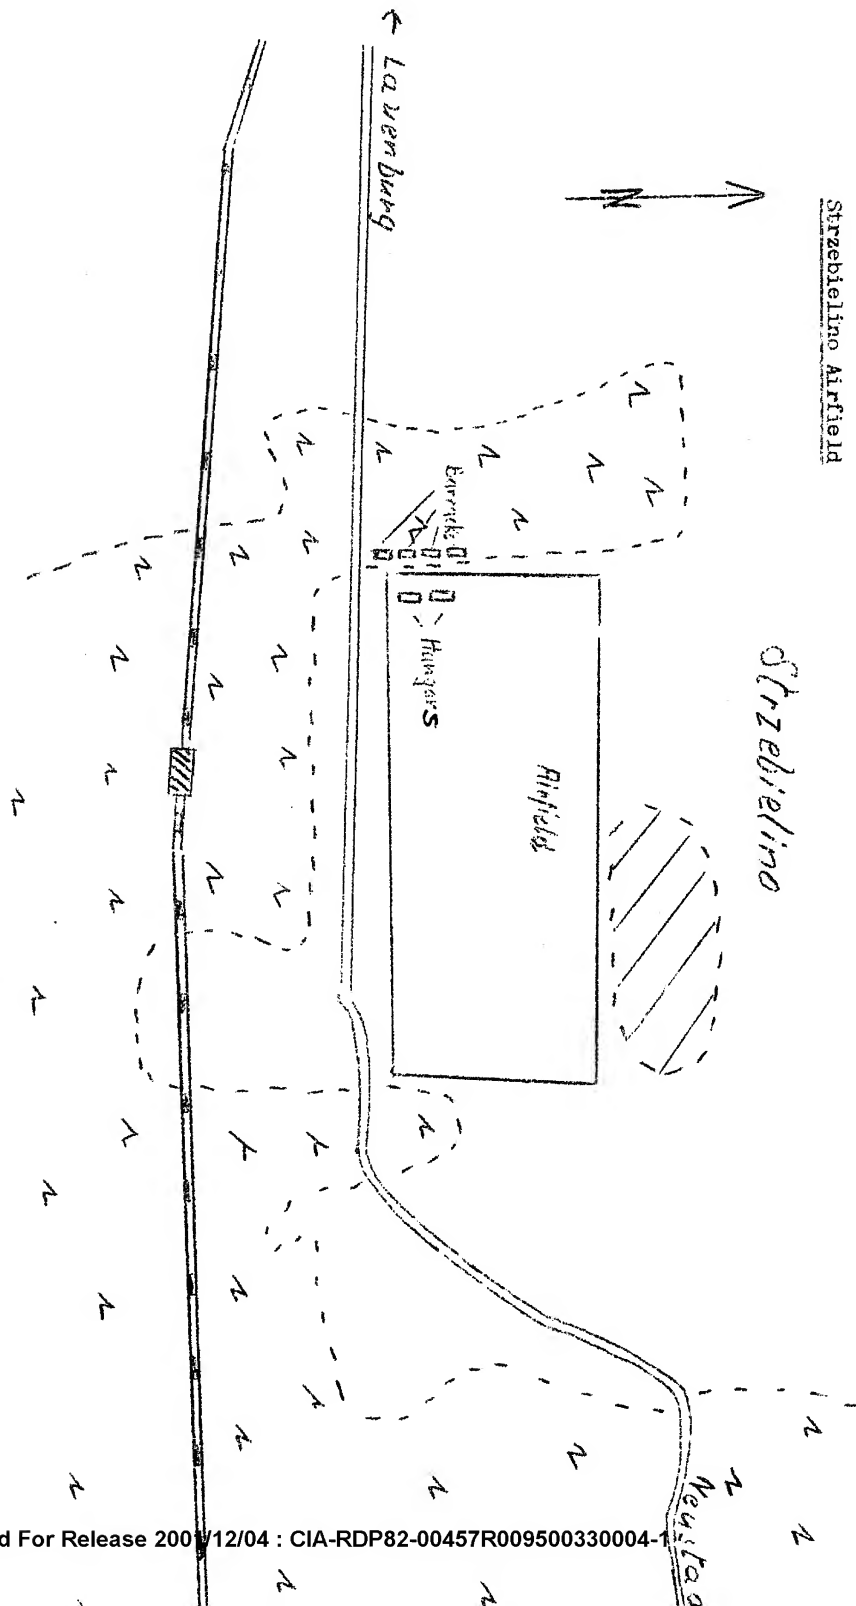 Strzebielino Airfield
N
← Lauenburg
Strzebielino
Barracks
Hangars
Airfield
d For Release 2001/12/04 : CIA-RDP82-00457R009500330004-1
Neustad